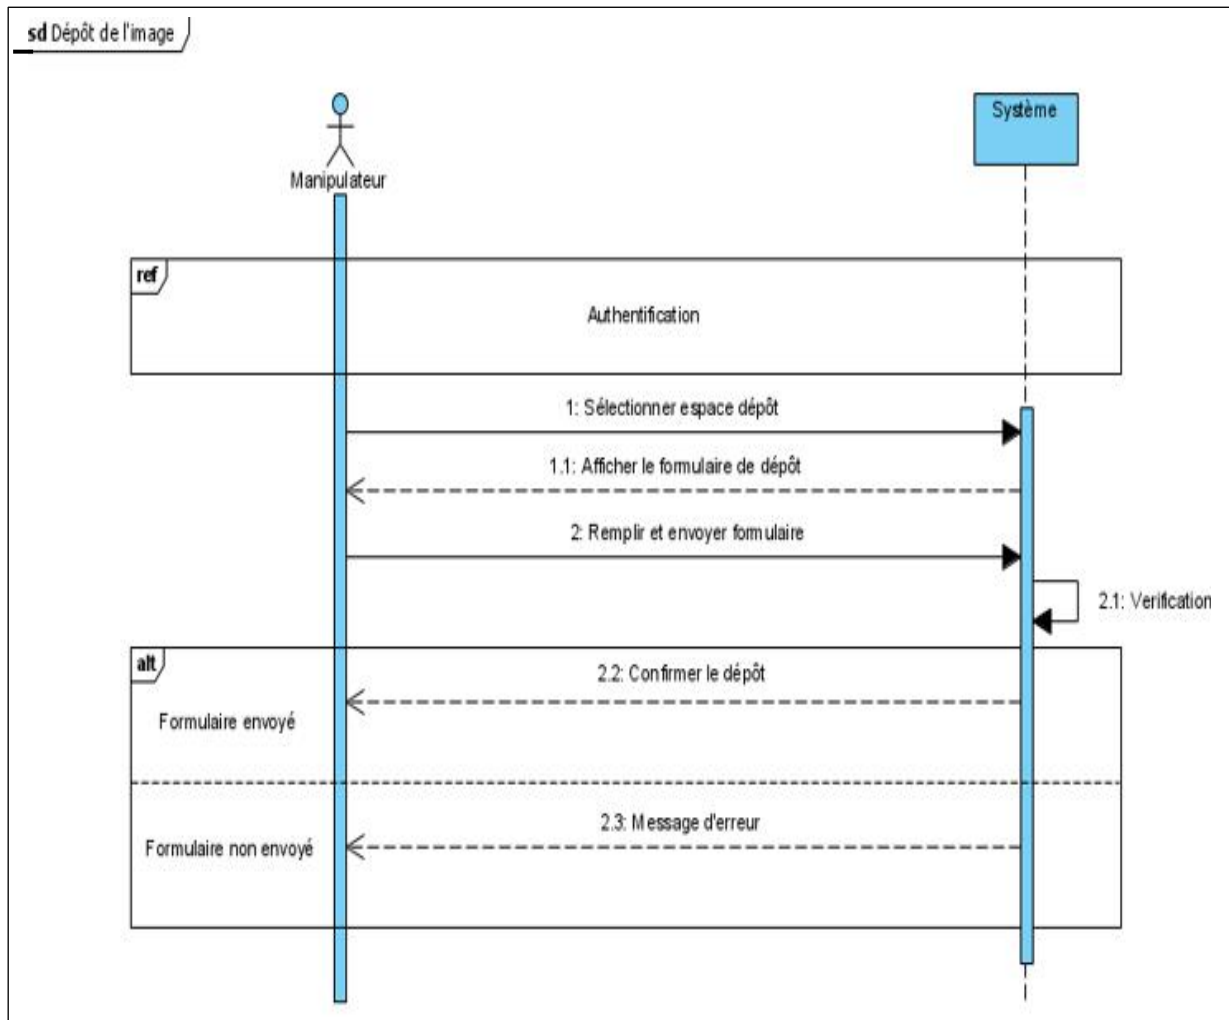 sd Dépôt de l'image
Système
Manipulateur
ref
Authentification
1: Sélectionner espace dépôt
1.1: Afficher le formulaire de dépôt
2: Remplir et envoyer formulaire
2.1: Verification
alt
2.2: Confirmer le dépôt
Formulaire envoyé
2.3: Message d'erreur
Formulaire non envoyé